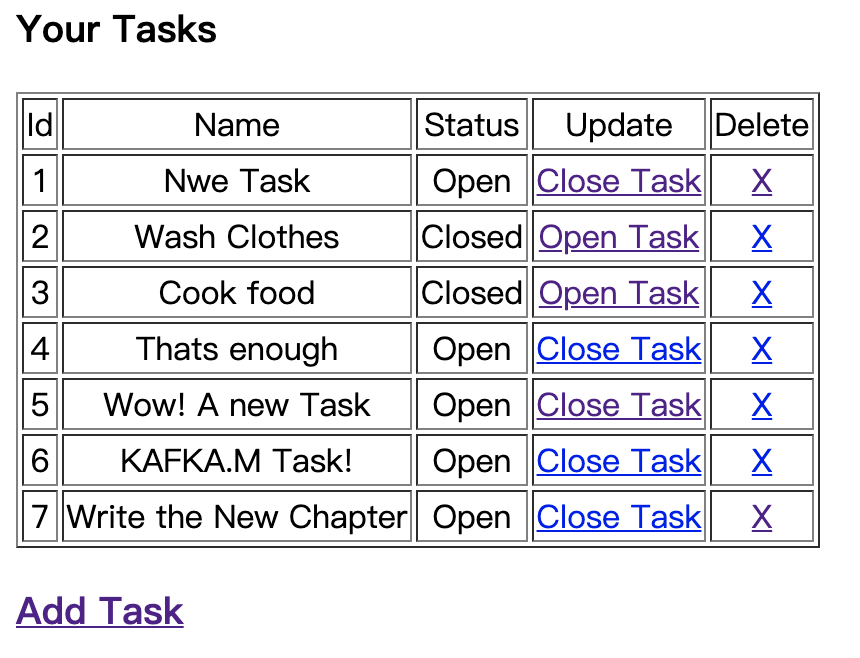 Your Tasks
Id Name Status Update Delete
1 Nwe Task Open Close Task X
2 Wash Clothes Closed Open Task X
3 Cook food Closed Open Task X
4 Thats enough Open Close Task X
5 Wow! A new Task Open Close Task X
6 KAFKA.M Task! Open Close Task X
7 Write the New Chapter Open Close Task X
Add Task